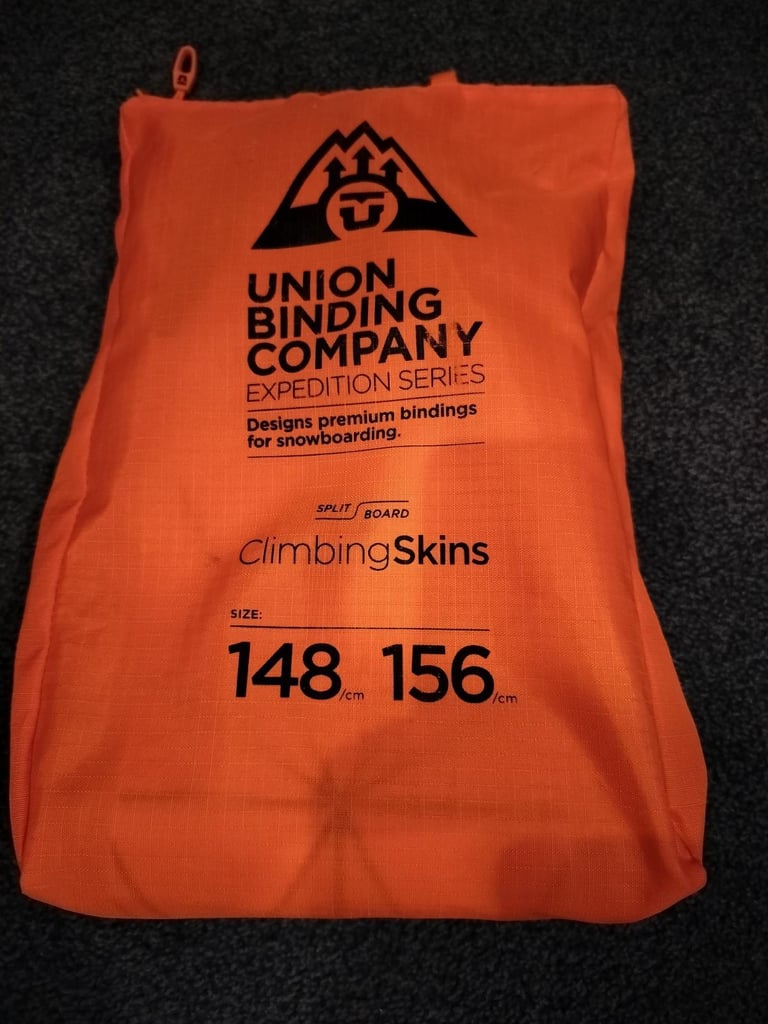 UNION
BINDING
COMPANY
EXPEDITION SERIES
Designs premium bindings
for snowboarding.
SPLIT BOARD
ClimbingSkins
SIZE:
148/cm 156/cm